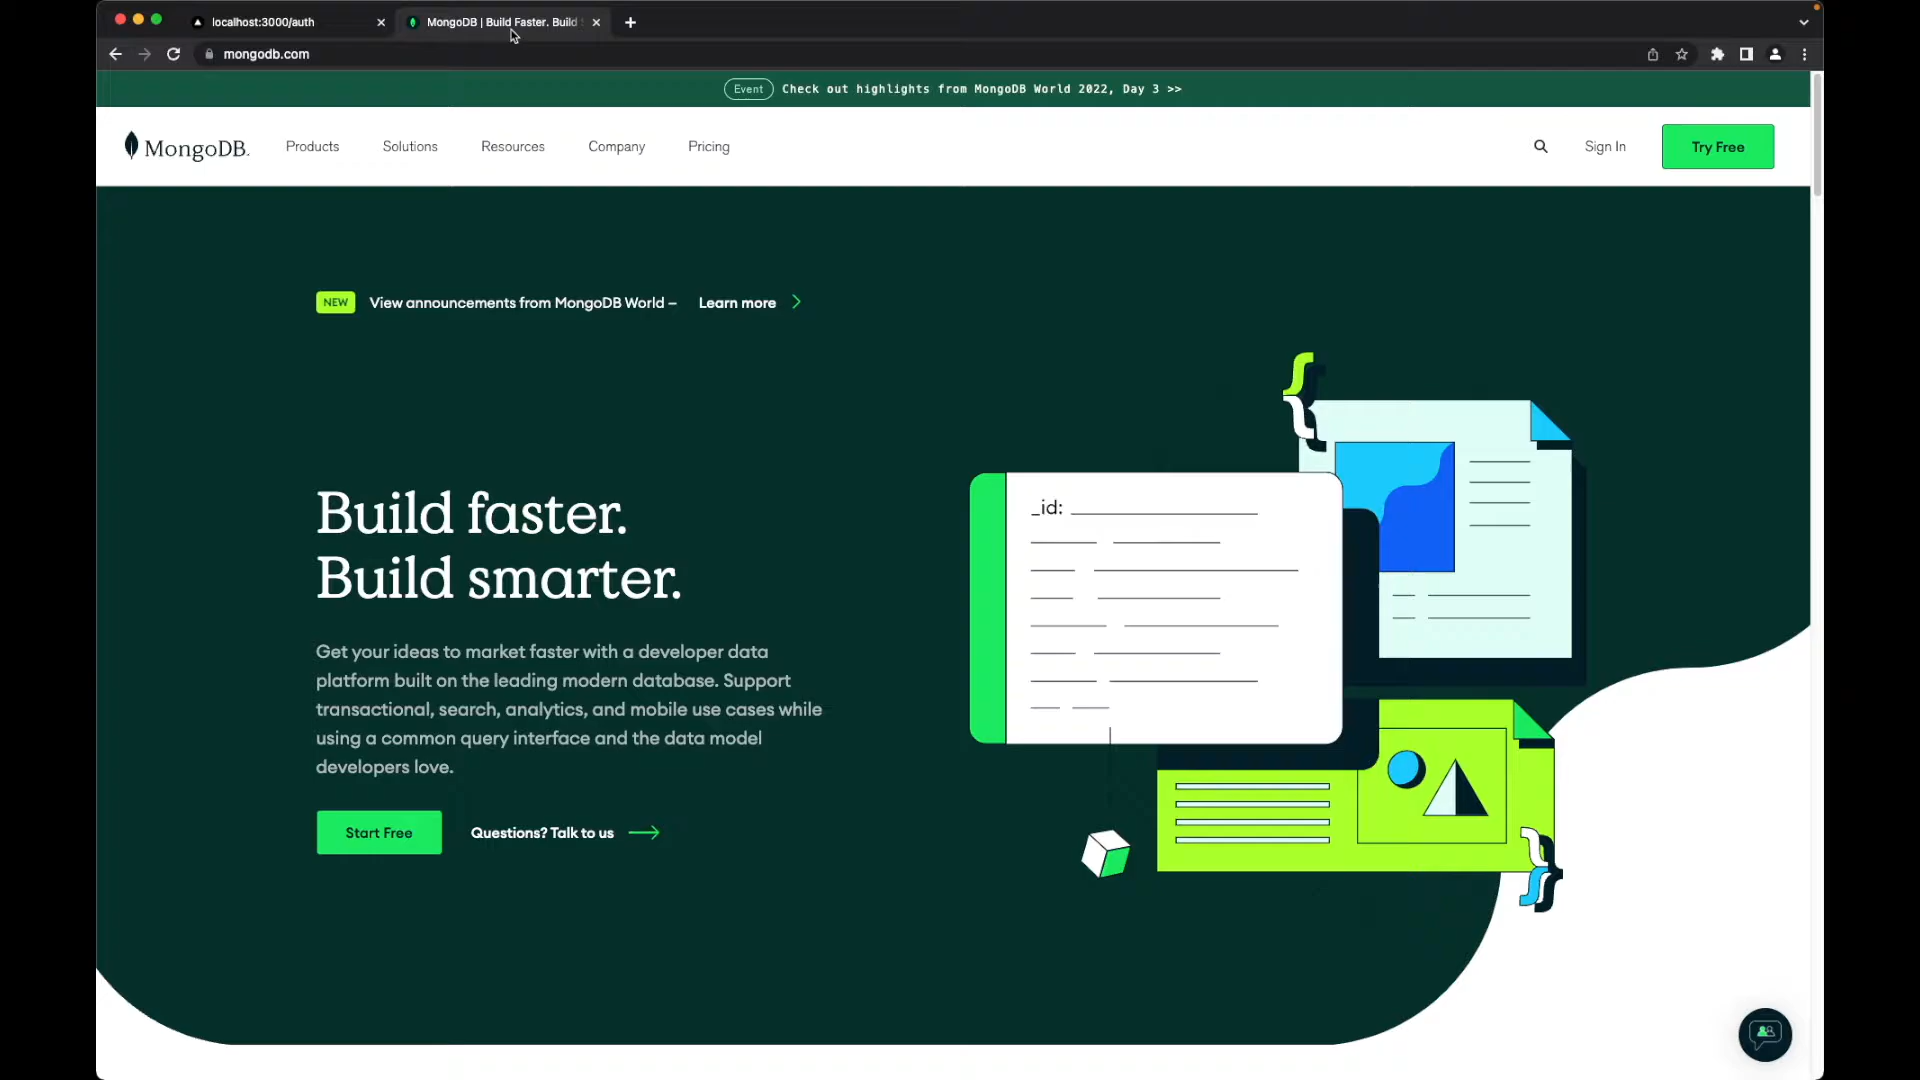 localhost:3000/auth
MongoDB | Build Faster. Build
mongodb.com
Event Check out highlights from MongoDB World 2022, Day 3 >>
MongoDB. Products Solutions Resources Company Pricing Sign In Try Free
NEW View announcements from MongoDB World – Learn more
Build faster.
Build smarter.
Get your ideas to market faster with a developer data
platform built on the leading modern database. Support
transactional, search, analytics, and mobile use cases while
using a common query interface and the data model
developers love.
Start Free Questions? Talk to us
_id: